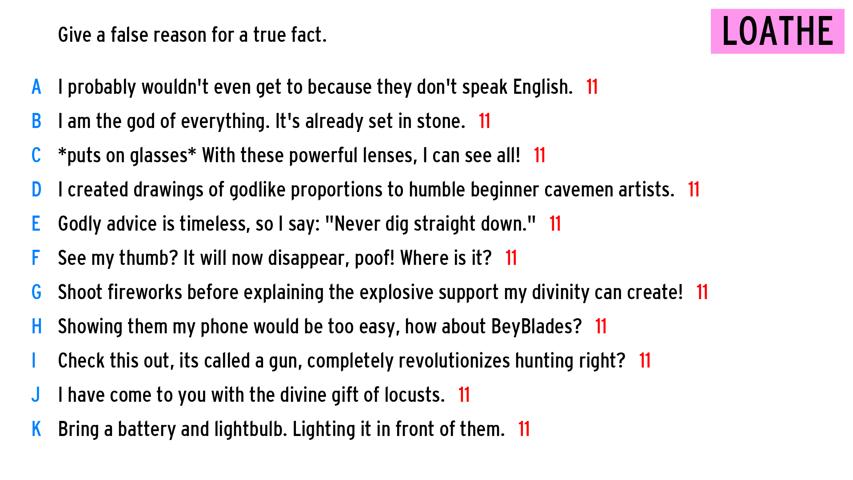 Give a false reason for a true fact.
LOATHE
A I probably wouldn't even get to because they don't speak English. 11
B I am the god of everything. It's already set in stone. 11
C *puts on glasses* With these powerful lenses, I can see all! 11
D I created drawings of godlike proportions to humble beginner cavemen artists. 11
E Godly advice is timeless, so I say: "Never dig straight down." 11
F See my thumb? It will now disappear, poof! Where is it? 11
G Shoot fireworks before explaining the explosive support my divinity can create! 11
H Showing them my phone would be too easy, how about BeyBlades? 11
I Check this out, its called a gun, completely revolutionizes hunting right? 11
J I have come to you with the divine gift of locusts. 11
K Bring a battery and lightbulb. Lighting it in front of them. 11